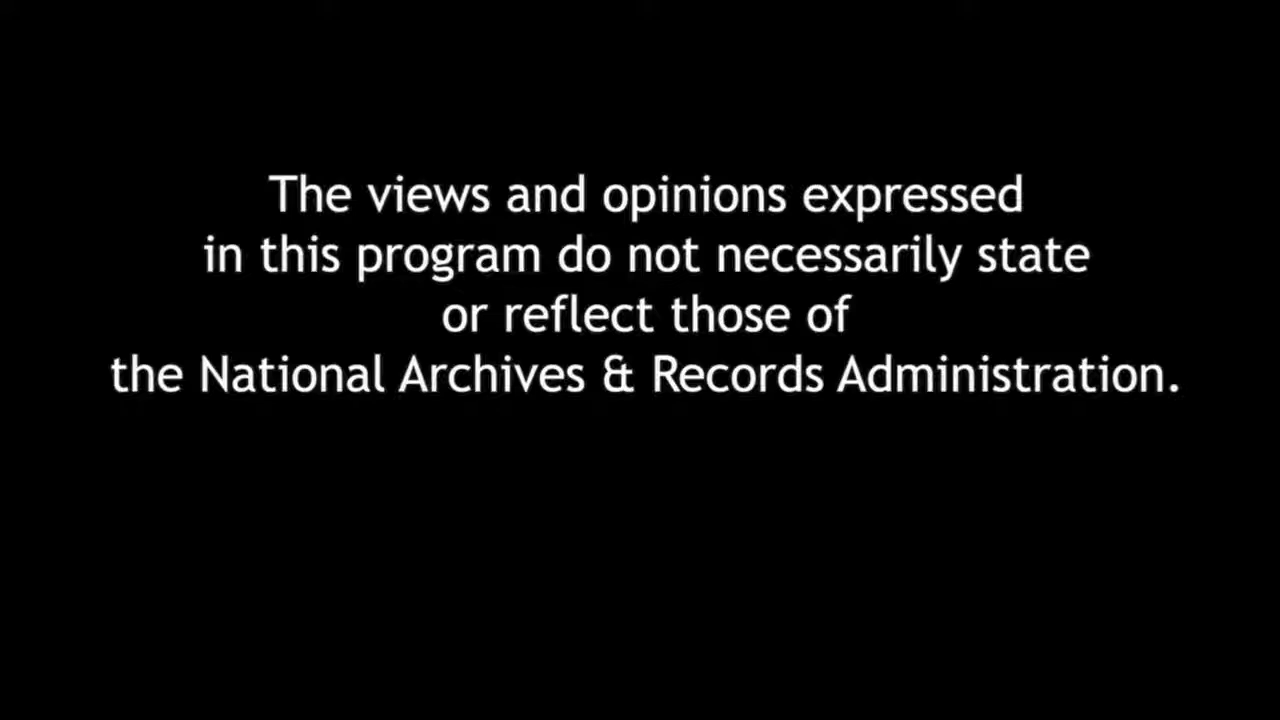 The views and opinions expressed
in this program do not necessarily state
or reflect those of
the National Archives & Records Administration.